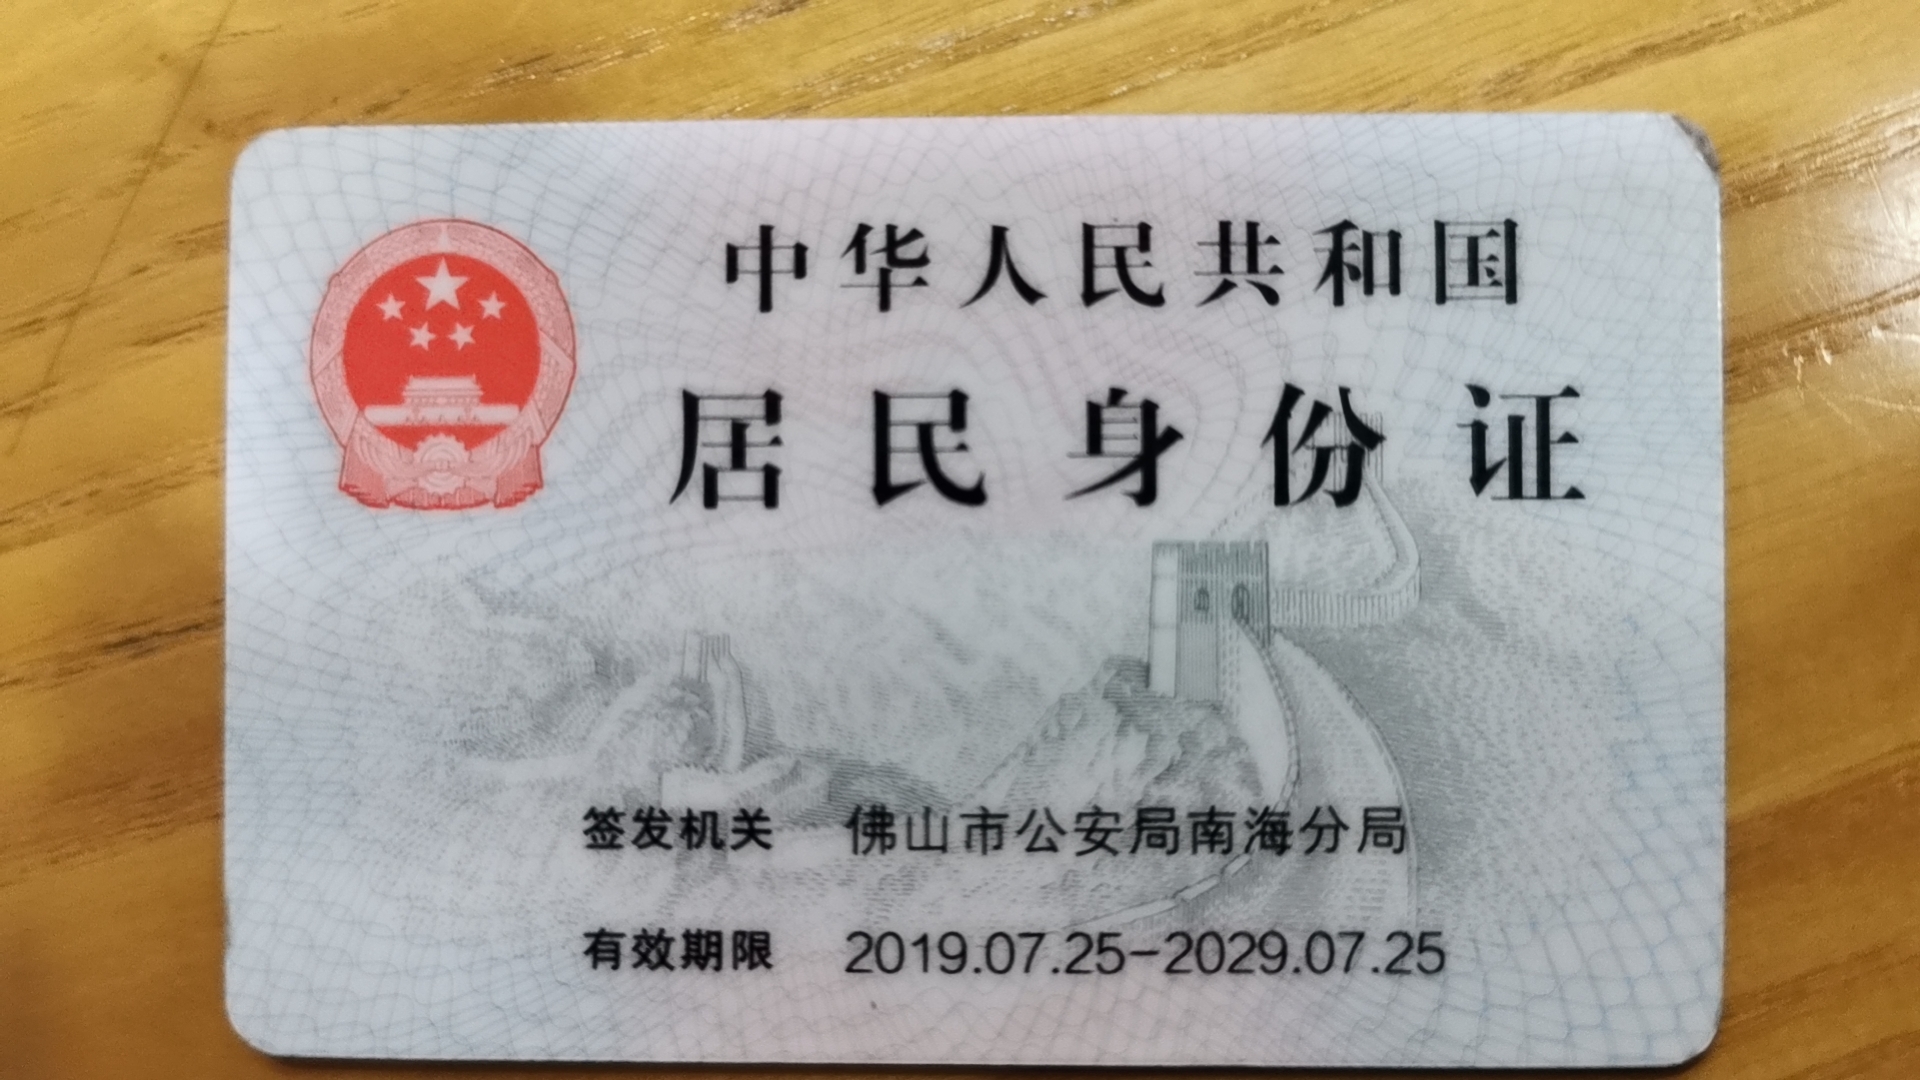 中华人民共和国
居民身份证
签发机关 佛山市公安局南海分局
有效期限 2019.07.25-2029.07.25